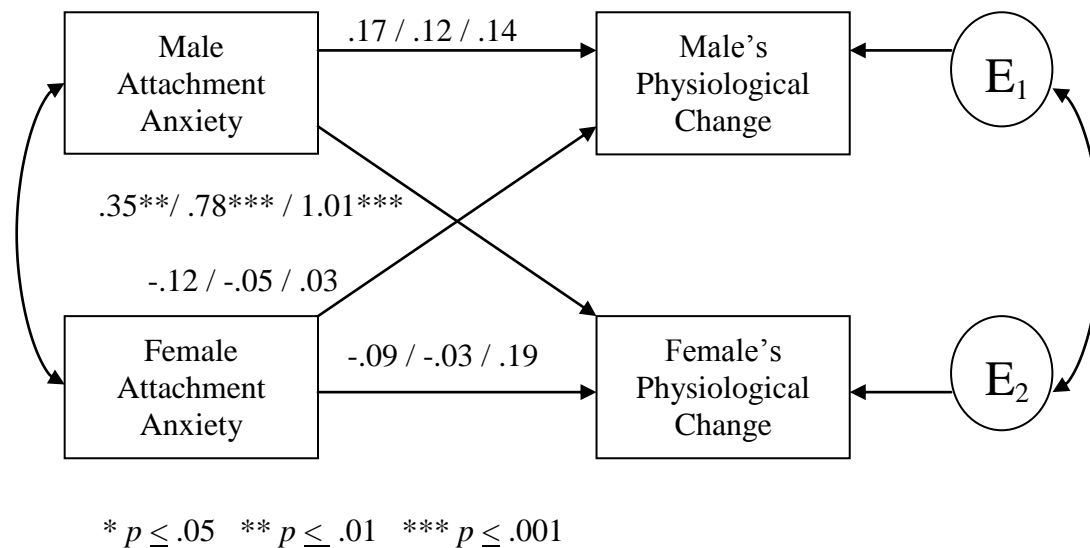 .17 / .12 / .14
Male
Attachment
Anxiety
Male’s
Physiological
Change
E₁
.35**/ .78*** / 1.01***
-.12 / -.05 / .03
Female
Attachment
Anxiety
-.09 / -.03 / .19
Female’s
Physiological
Change
E₂
* p ≤ .05 ** p ≤ .01 *** p ≤ .001